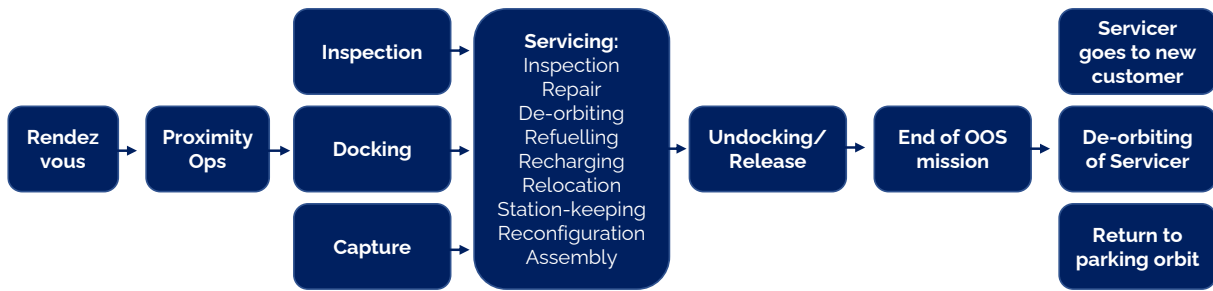 Rendez
vous
Proximity
Ops
Inspection
Docking
Capture
Servicing:
Inspection
Repair
De-orbiting
Refuelling
Recharging
Relocation
Station-keeping
Reconfiguration
Assembly
Undocking/
Release
End of OOS
mission
Servicer
goes to new
customer
De-orbiting
of Servicer
Return to
parking orbit